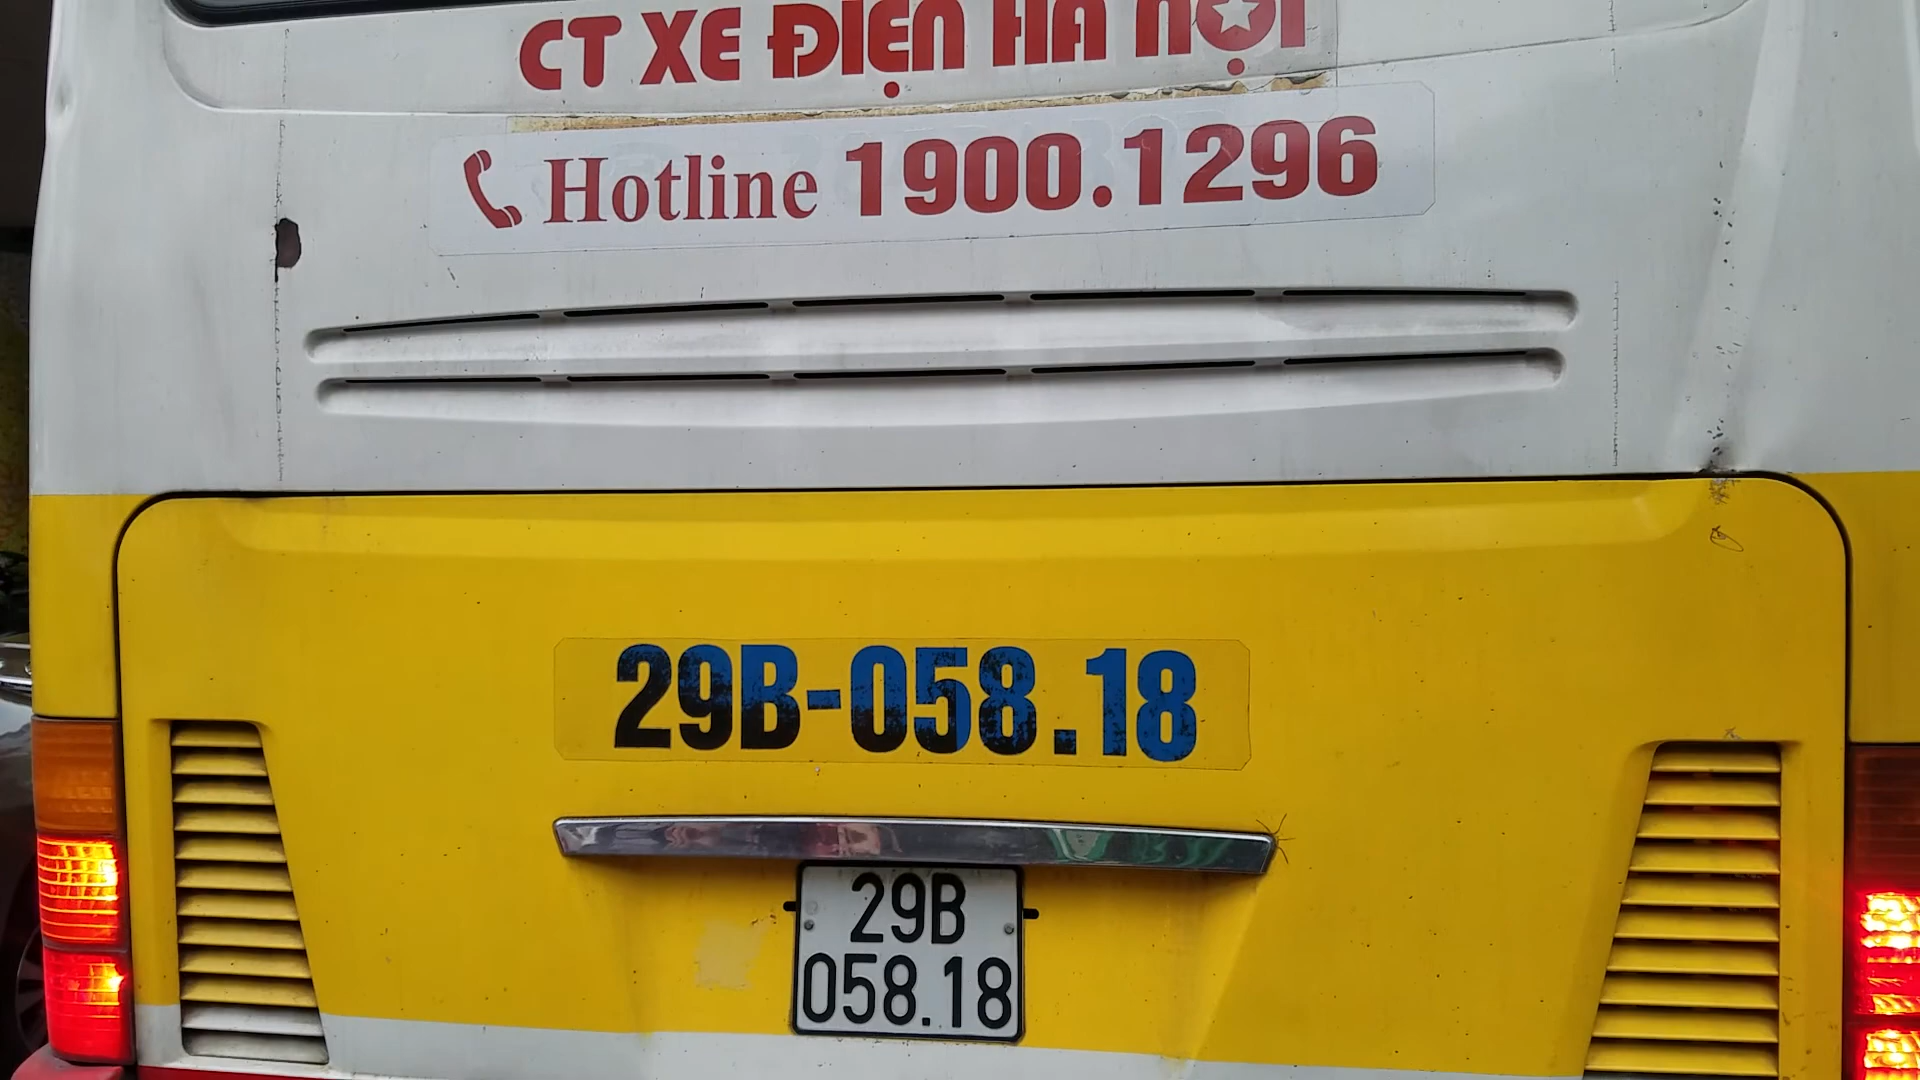 CT XE ĐIỆN HÀ NỘI
Hotline 1900.1296
29B-058.18
29B
058.18